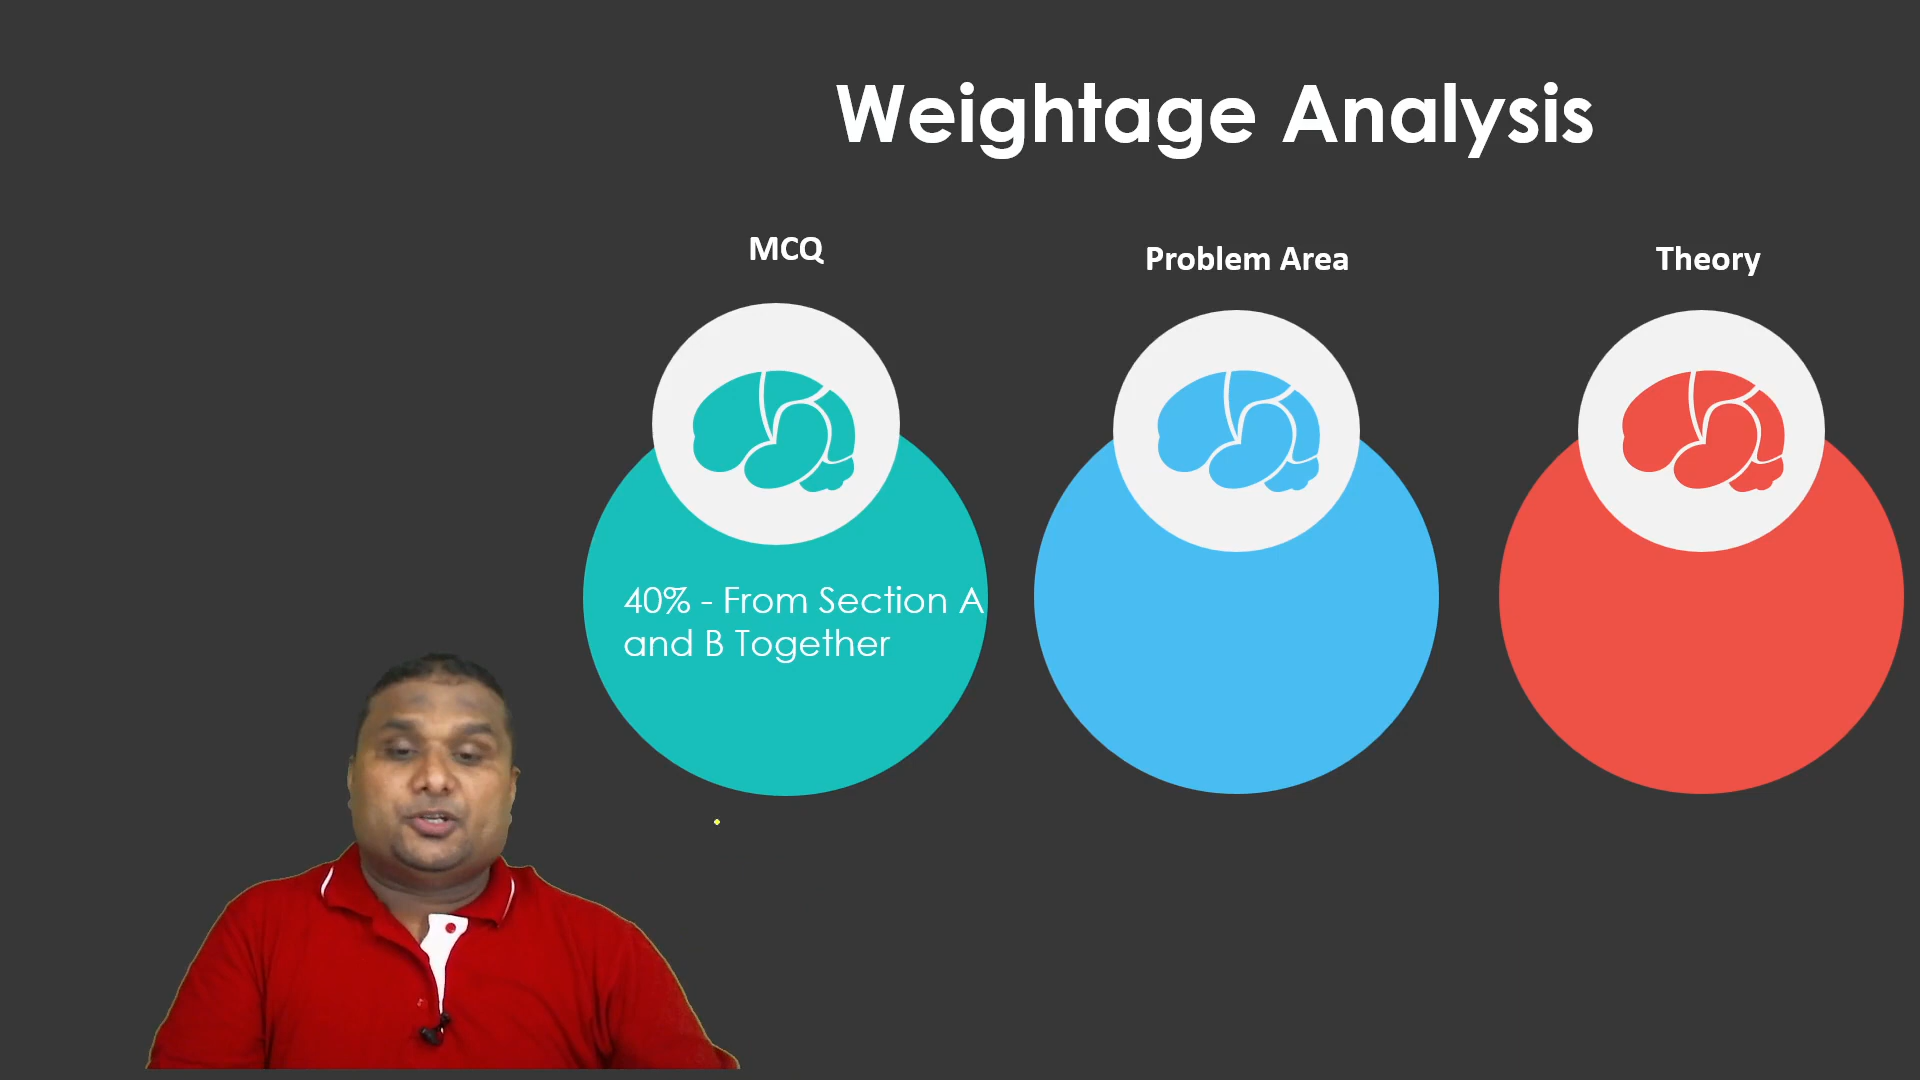 Weightage Analysis
MCQ
Problem Area
Theory
40% - From Section A
and B Together